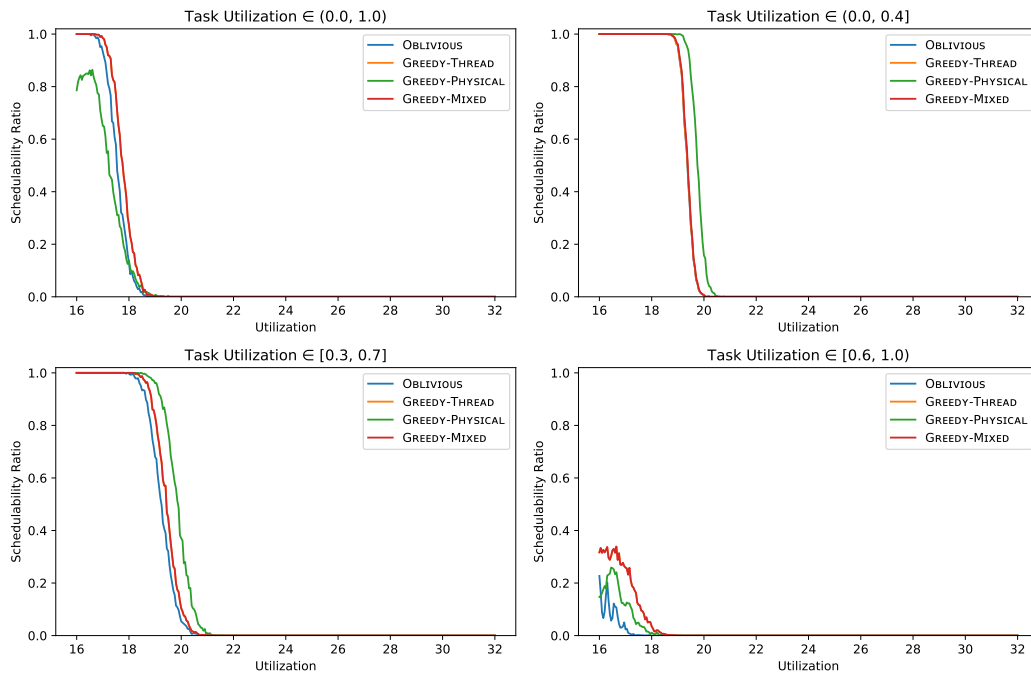 Task Utilization ∈ (0.0, 1.0)
Schedulability Ratio
1.0
0.8
0.6
0.4
0.2
0.0
OBLIVIOUS
GREEDY-THREAD
GREEDY-PHYSICAL
GREEDY-MIXED
16 18 20 22 24 26 28 30 32
Utilization
Task Utilization ∈ (0.0, 0.4]
Schedulability Ratio
1.0
0.8
0.6
0.4
0.2
0.0
OBLIVIOUS
GREEDY-THREAD
GREEDY-PHYSICAL
GREEDY-MIXED
16 18 20 22 24 26 28 30 32
Utilization
Task Utilization ∈ [0.3, 0.7]
Schedulability Ratio
1.0
0.8
0.6
0.4
0.2
0.0
OBLIVIOUS
GREEDY-THREAD
GREEDY-PHYSICAL
GREEDY-MIXED
16 18 20 22 24 26 28 30 32
Utilization
Task Utilization ∈ [0.6, 1.0)
Schedulability Ratio
1.0
0.8
0.6
0.4
0.2
0.0
OBLIVIOUS
GREEDY-THREAD
GREEDY-PHYSICAL
GREEDY-MIXED
16 18 20 22 24 26 28 30 32
Utilization